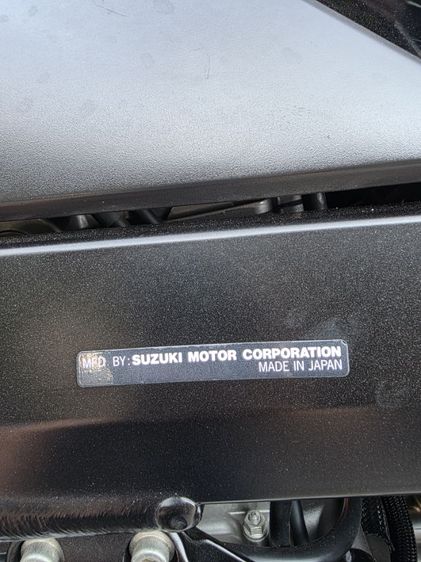 MFD BY: SUZUKI MOTOR CORPORATION
MADE IN JAPAN